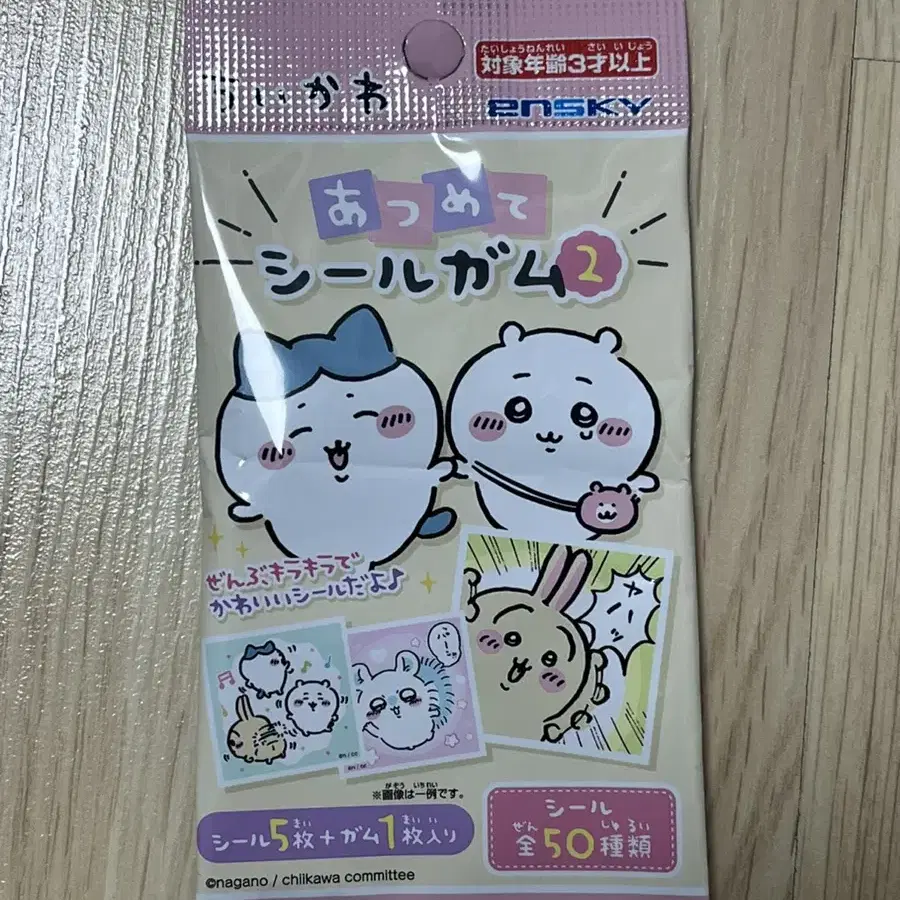 たいしょうねんれい さい いじょう
対象年齢3才以上
ちいかわ
ensky
あつめて
シールガム2
ぜんぶキラキラで
かわいいシールだよ♪
ヤハーッ
がぞう いちれい
※画像は一例です。
まい まい
シール5枚+ガム1枚入り
シール
ぜん しゅるい
全50種類
©nagano / chiikawa committee